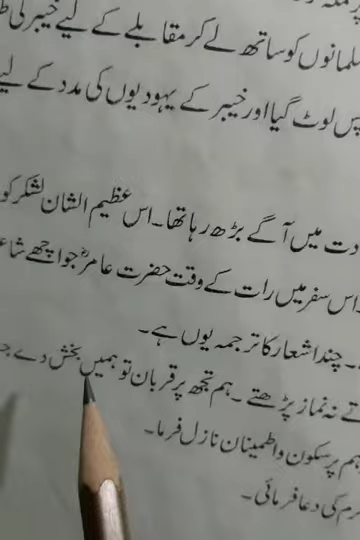 سلمانوں کو ساتھ لے کر مقابلے کے لیے خیبر کی
پس لوٹ گیا اور خیبر کے یہودیوں کی مدد کے لیے
دت میں آگے بڑھ رہا تھا۔ اس عظیم الشان لشکر کو
اس سفر میں رات کے وقت حضرت عامرؓ جو اچھے شاعر
۔ چند اشعار کا ترجمہ یوں ہے۔
تے نہ نماز پڑھتے ۔ ہم تجھ پر قربان تو ہمیں بخش دے
ہم پر سکون و اطمینان نازل فرما۔
کی دعا فرمائی۔